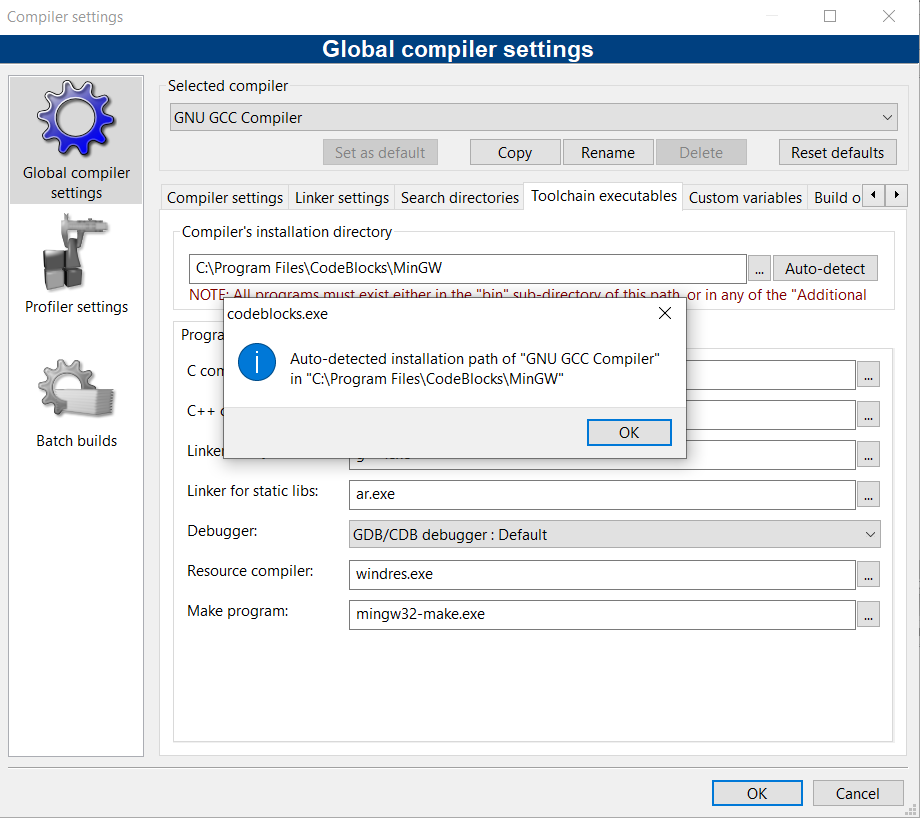 Compiler settings
Global compiler settings
Global compiler
settings
Profiler settings
Batch builds
Selected compiler
GNU GCC Compiler
Set as default
Copy
Rename
Delete
Reset defaults
Compiler settings
Linker settings
Search directories
Toolchain executables
Custom variables
Build o
Compiler's installation directory
C:\Program Files\CodeBlocks\MinGW
...
Auto-detect
NOTE: All programs must exist either in the "bin" sub-directory of this path, or in any of the "Additional
codeblocks.exe
Auto-detected installation path of "GNU GCC Compiler"
in "C:\Program Files\CodeBlocks\MinGW"
OK
Progra
C com
...
C++ c
...
Linker
...
Linker for static libs:
ar.exe
...
Debugger:
GDB/CDB debugger : Default
Resource compiler:
windres.exe
...
Make program:
mingw32-make.exe
...
OK
Cancel